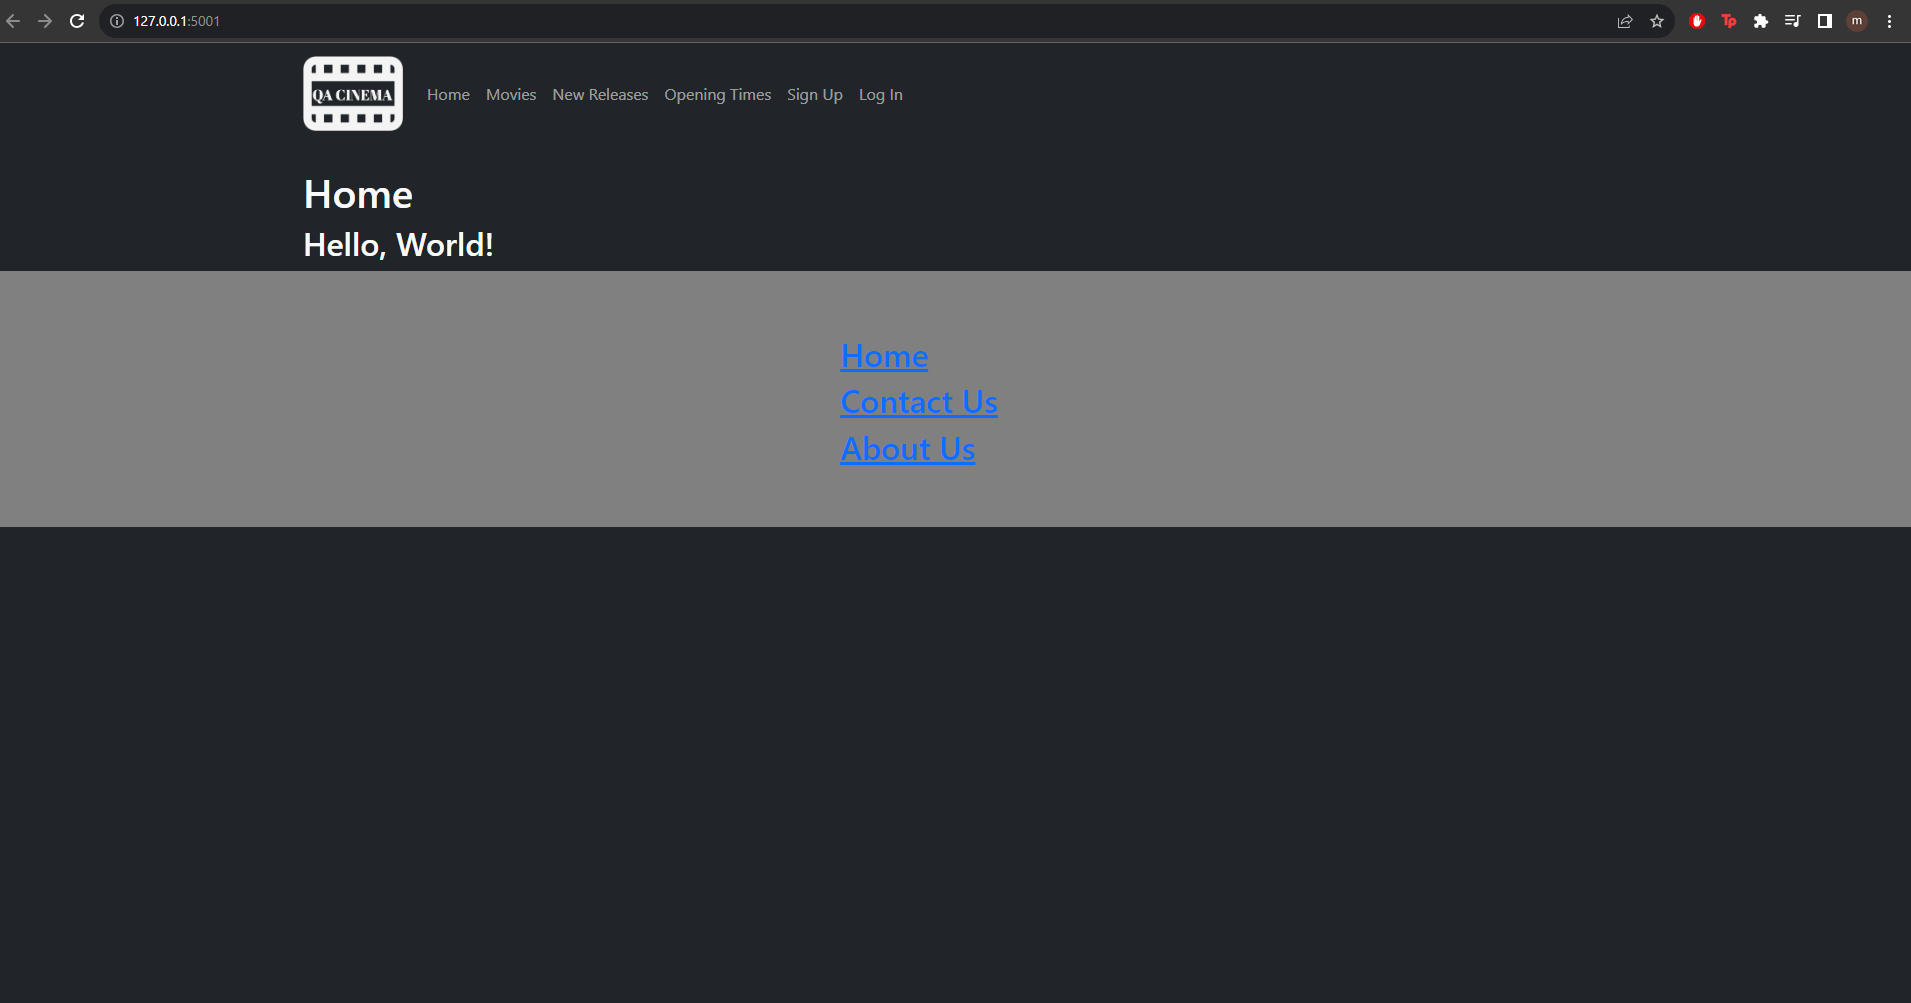 127.0.0.1:5001
Tp
m
QA CINEMA
Home Movies New Releases Opening Times Sign Up Log In
Home
Hello, World!
Home
Contact Us
About Us